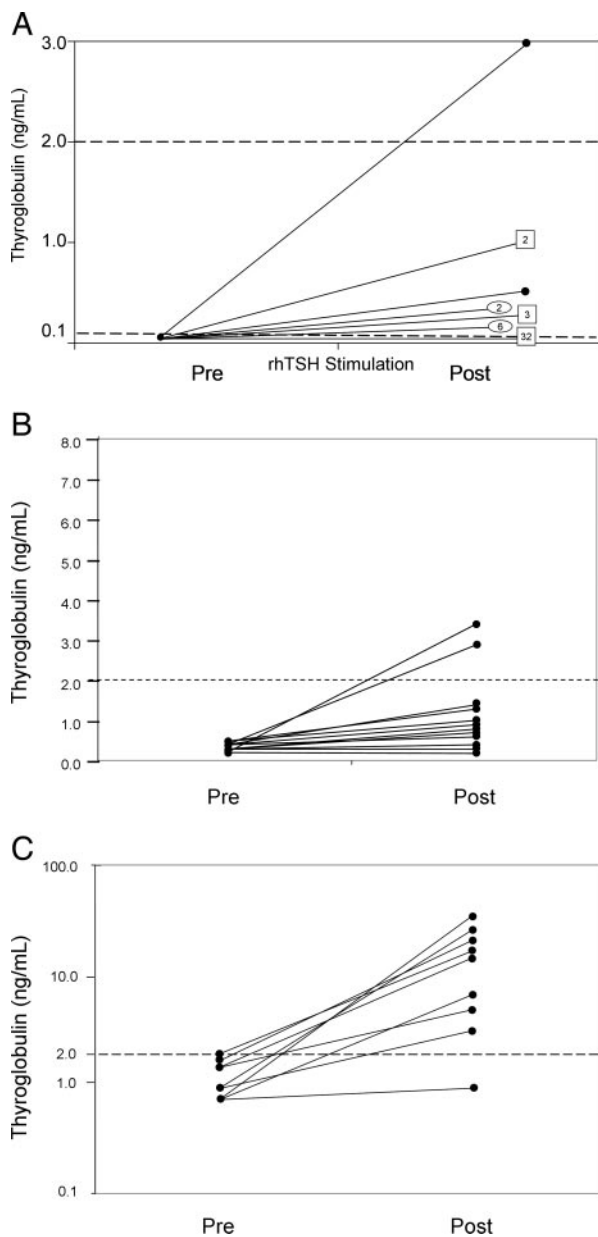 A
Thyroglobulin (ng/mL)
3.0
2.0
1.0
0.1
2
2
3
6
32
Pre
rhTSH Stimulation
Post
B
Thyroglobulin (ng/mL)
8.0
7.0
6.0
5.0
4.0
3.0
2.0
1.0
0.0
Pre Post
C
Thyroglobulin (ng/mL)
100.0
10.0
2.0
1.0
0.1
Pre Post